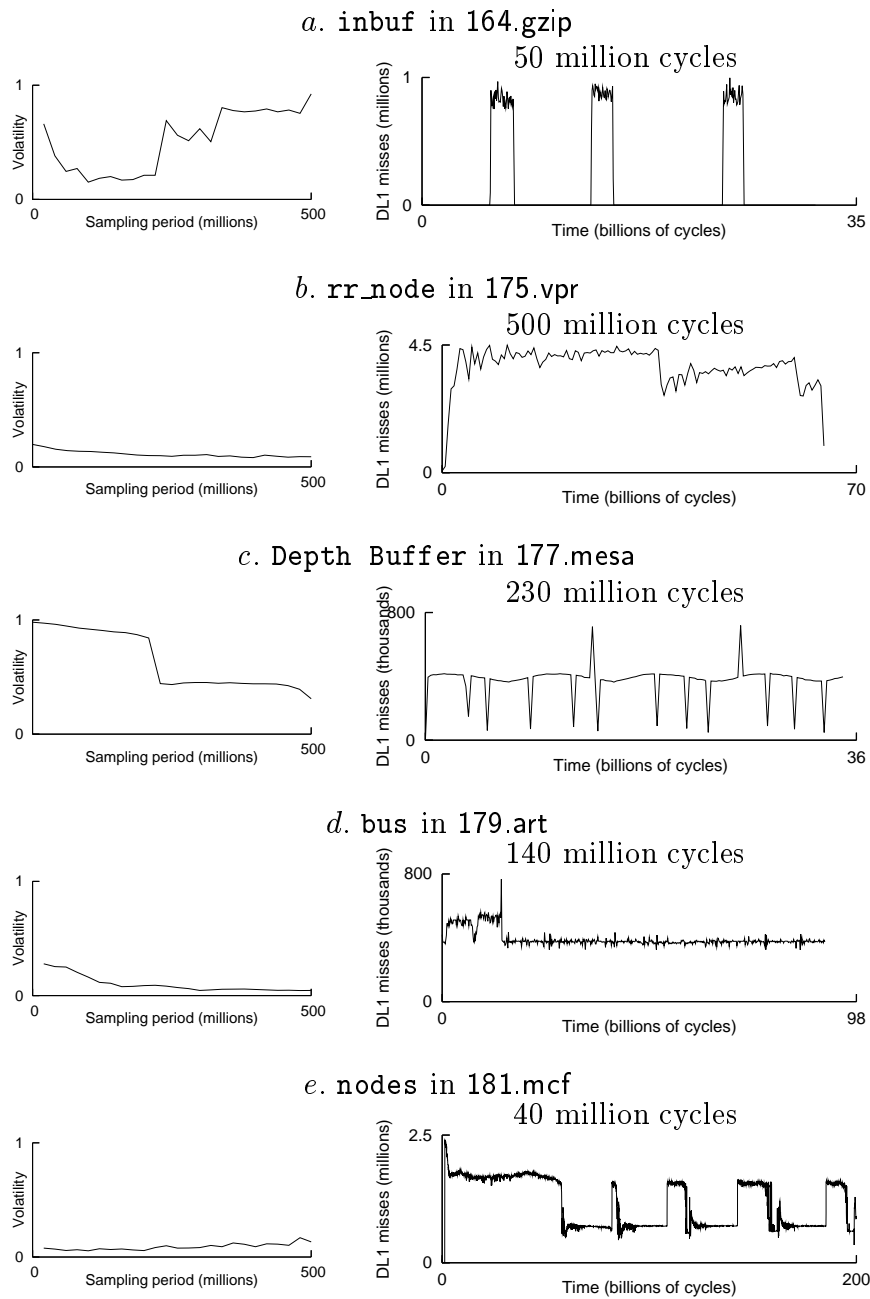 a. inbuf in 164.gzip
50 million cycles
1
Volatility
0
0
Sampling period (millions)
500
1
DL1 misses (millions)
0
0
Time (billions of cycles)
35
b. rr_node in 175.vpr
500 million cycles
1
Volatility
0
0
Sampling period (millions)
500
4.5
DL1 misses (millions)
0
0
Time (billions of cycles)
70
c. Depth Buffer in 177.mesa
230 million cycles
1
Volatility
0
0
Sampling period (millions)
500
800
DL1 misses (thousands)
0
0
Time (billions of cycles)
36
d. bus in 179.art
140 million cycles
1
Volatility
0
0
Sampling period (millions)
500
800
DL1 misses (thousands)
0
0
Time (billions of cycles)
98
e. nodes in 181.mcf
40 million cycles
1
Volatility
0
0
Sampling period (millions)
500
2.5
DL1 misses (millions)
0
0
Time (billions of cycles)
200